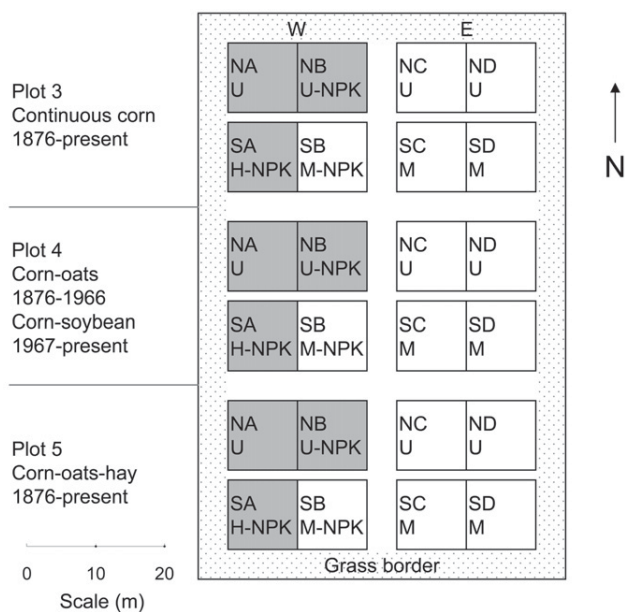 W E
Plot 3
Continuous corn
1876-present
NA NB NC ND
U U-NPK U U
SA SB SC SD
H-NPK M-NPK M M
N
Plot 4
Corn-oats
1876-1966
Corn-soybean
1967-present
NA NB NC ND
U U-NPK U U
SA SB SC SD
H-NPK M-NPK M M
Plot 5
Corn-oats-hay
1876-present
NA NB NC ND
U U-NPK U U
SA SB SC SD
H-NPK M-NPK M M
Grass border
0 10 20
Scale (m)